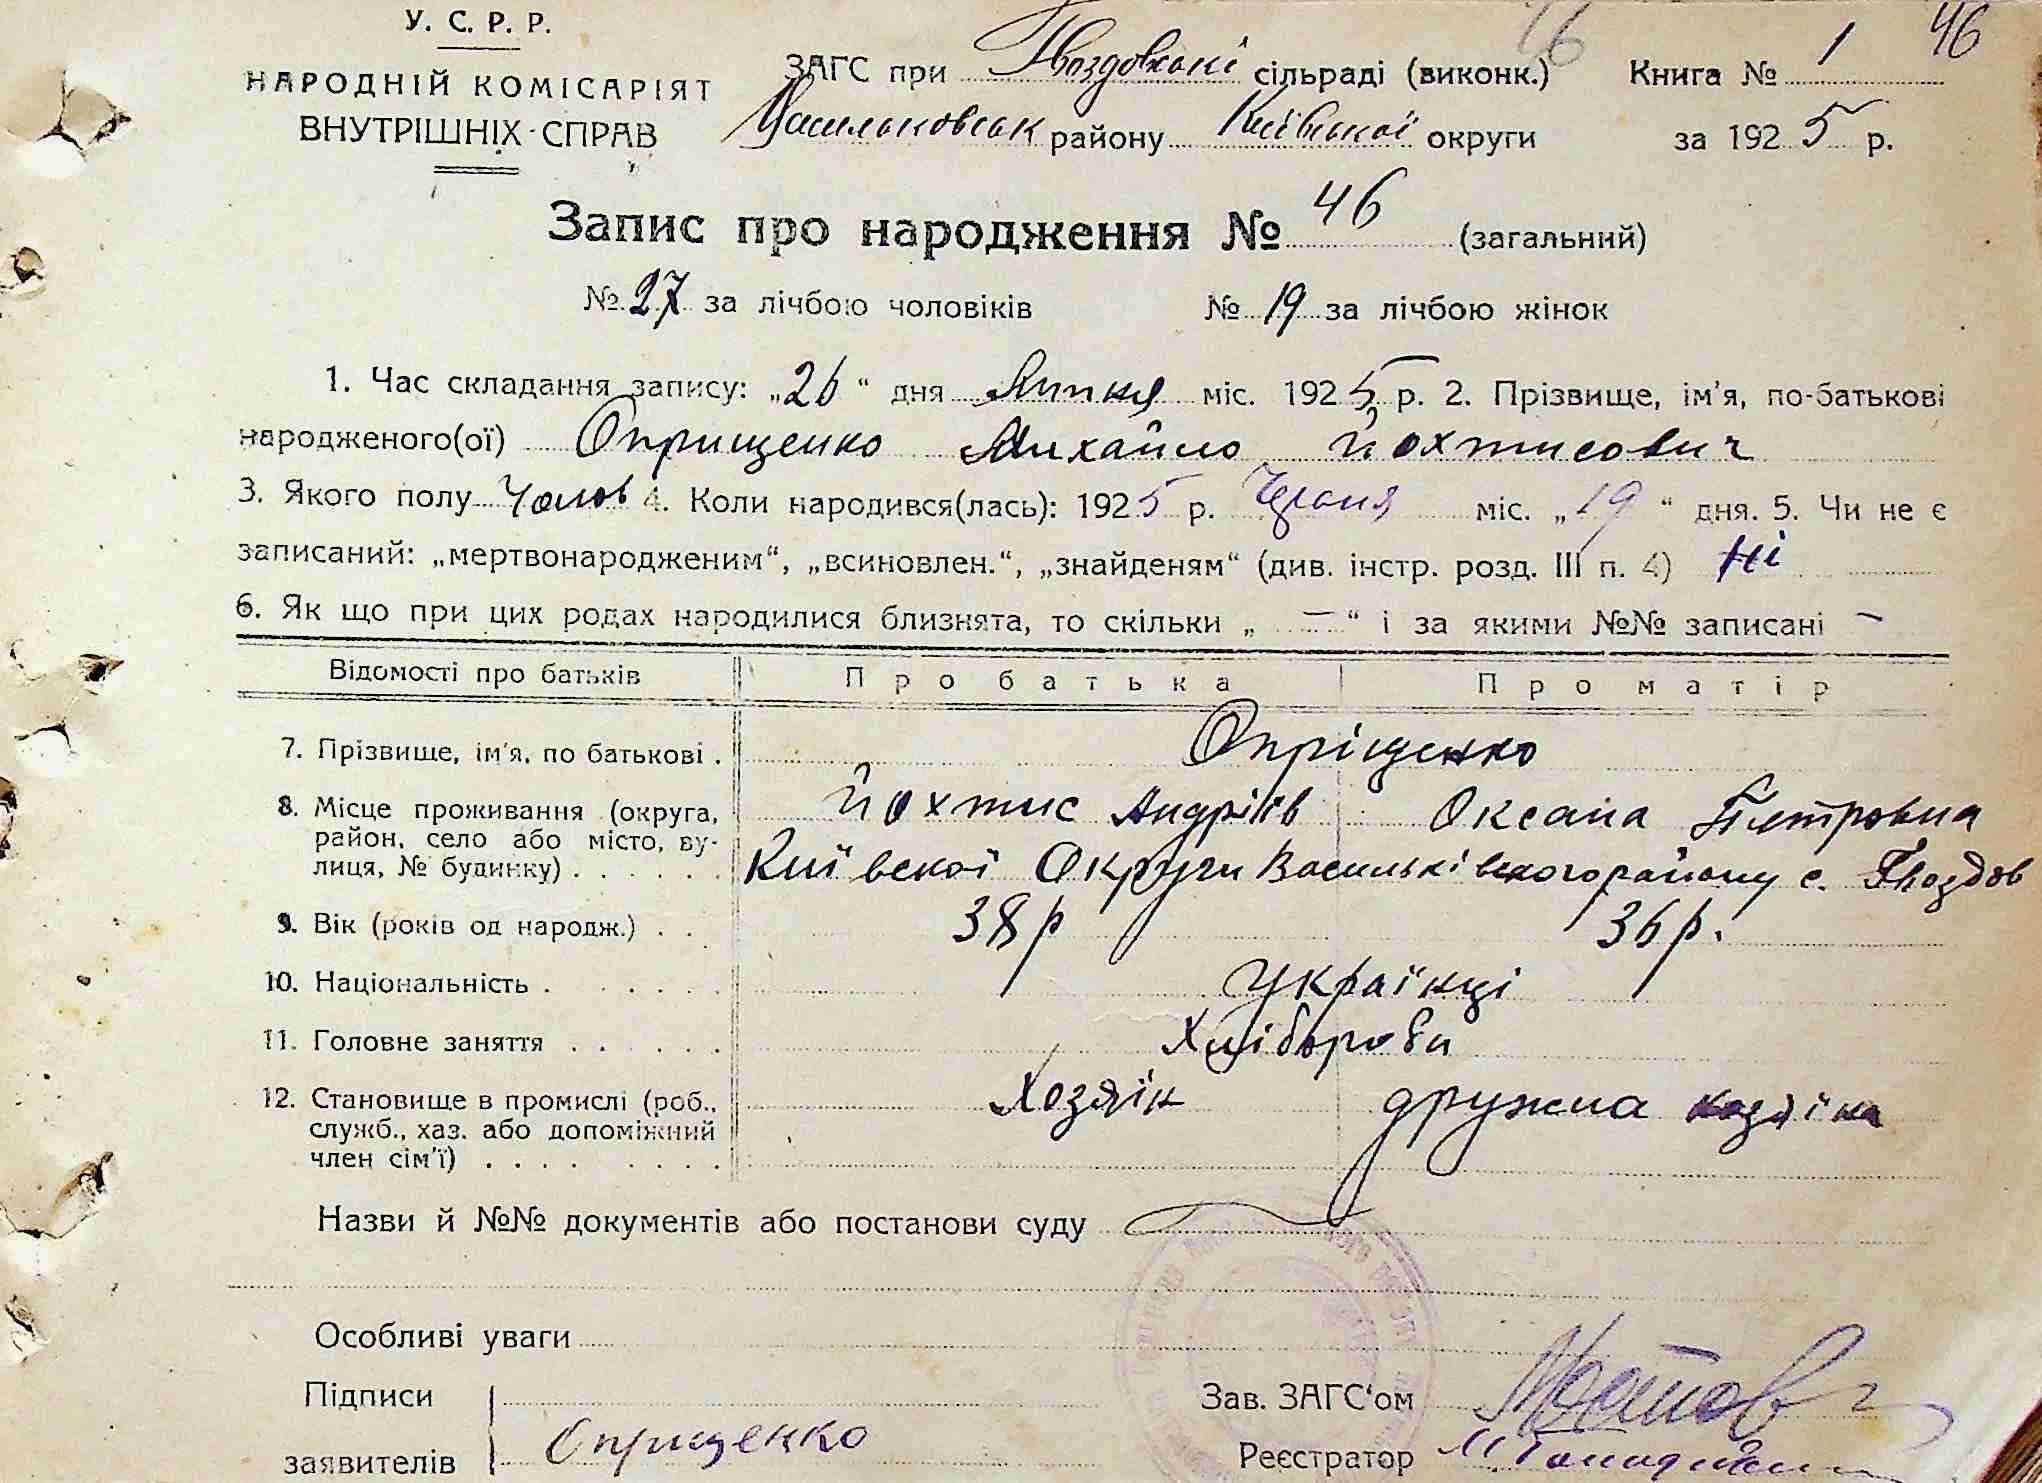 У. С. Р. Р.
НАРОДНІЙ КОМІСАРІЯТ
ВНУТРІШНІХ СПРАВ
46
ЗАГС при Гвоздовскі сільраді (виконк.) Книга № 1
Васильковськ району Київської округи за 1925 р.
Запис про народження № 46 (загальний)
№ 27 за лічбою чоловіків № 19 за лічбою жінок
1. Час складання запису: „26“ дня Липня міс. 1925 р. 2. Прізвище, ім'я, по-батькові
народженого(ої) Оприщенко Михайло Йохтисович
3. Якого полу Чолов 4. Коли народився(лась): 1925 р. міс. „19“ дня. 5. Чи не є
записаний: „мертвонародженим“, „всиновлен.“, „знайденям“ (див. інстр. розд. III п. 4) Ні
6. Як що при цих родах народилися близнята, то скільки „ — “ і за якими №№ записані —
Відомості про батьків Про батька Про матір
7. Прізвище, ім'я, по батькові . Опріщенко
Йохтис Андріїв Оксана Петровна
8. Місце проживання (округа, район, село або місто, вулиця, № будинку) . . . . . . Київскої Округи Васильківского району с. Гвоздов
9. Вік (років од народж.) . . 38 р 36 р.
10. Національність . . . . . . Українці
11. Головне заняття . . . . . . Хлібороби
12. Становище в промислі (роб., служб., хаз. або допоміжний член сім'ї) . . . . . . . . Хозяїн дружина хозяїна
Назви й №№ документів або постанови суду
Особливі уваги
Підписи
заявителів Оприщенко
Зав. ЗАГС'ом
Реєстратор